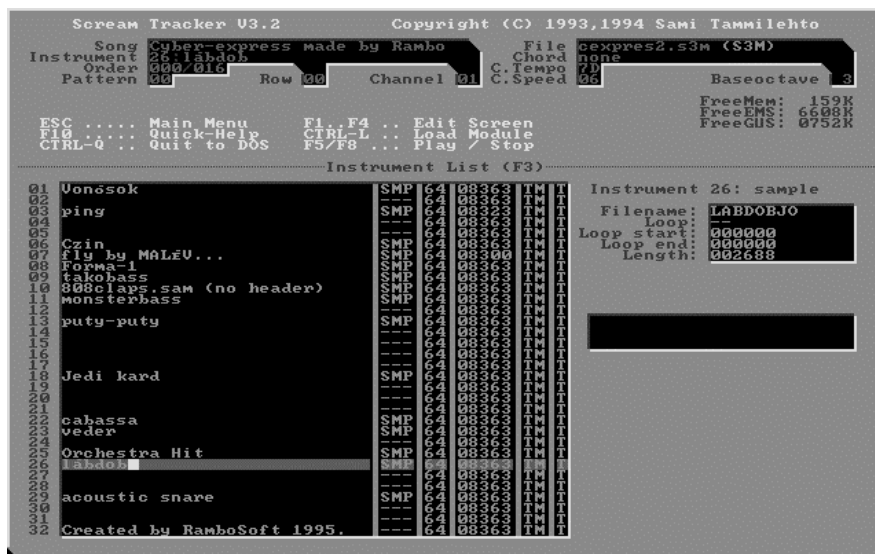 Scream Tracker V3.2 Copyright (C) 1993,1994 Sami Tammilehto
Song Cyber-express made by Rambo File cexpres2.s3m (S3M)
Instrument 26:labdob Chord none
Order 000/016 C.Tempo 7D
Pattern 00 Row 00 Channel 01 C.Speed 06 Baseoctave 3
FreeMem: 159K
FreeEMS: 6608K
FreeGUS: 0752K
ESC ..... Main Menu F1..F4 .. Edit Screen
F10 ..... Quick-Help CTRL-L .. Load Module
CTRL-Q .. Quit to DOS F5/F8 ... Play / Stop
Instrument List (F3)
01 Vonósok SMP 64 08363 TM T
02 --- 64 08363 TM T
03 ping SMP 64 08323 TM T
04 --- 64 08363 TM T
05 --- 64 08363 TM T
06 Czin SMP 64 08363 TM T
07 fly by MALÉV... SMP 64 08300 TM T
08 Forma-1 SMP 64 08363 TM T
09 takobass SMP 64 08363 TM T
10 808claps.sam (no header) SMP 64 08363 TM T
11 monsterbass SMP 64 08363 TM T
12 --- 64 08363 TM T
13 puty-puty SMP 64 08363 TM T
14 --- 64 08363 TM T
15 --- 64 08363 TM T
16 --- 64 08363 TM T
17 --- 64 08363 TM T
18 Jedi kard SMP 64 08363 TM T
19 --- 64 08363 TM T
20 --- 64 08363 TM T
21 --- 64 08363 TM T
22 cabassa SMP 64 08363 TM T
23 veder SMP 64 08363 TM T
24 --- 64 08363 TM T
25 Orchestra Hit SMP 64 08363 TM T
26 labdob SMP 64 08363 TM T
27 --- 64 08363 TM T
28 --- 64 08363 TM T
29 acoustic snare SMP 64 08363 TM T
30 --- 64 08363 TM T
31 --- 64 08363 TM T
32 Created by RamboSoft 1995. --- 64 08363 TM T
Instrument 26: sample
Filename: LABDOBJO
Loop: --
Loop start: 000000
Loop end: 000000
Length: 002688